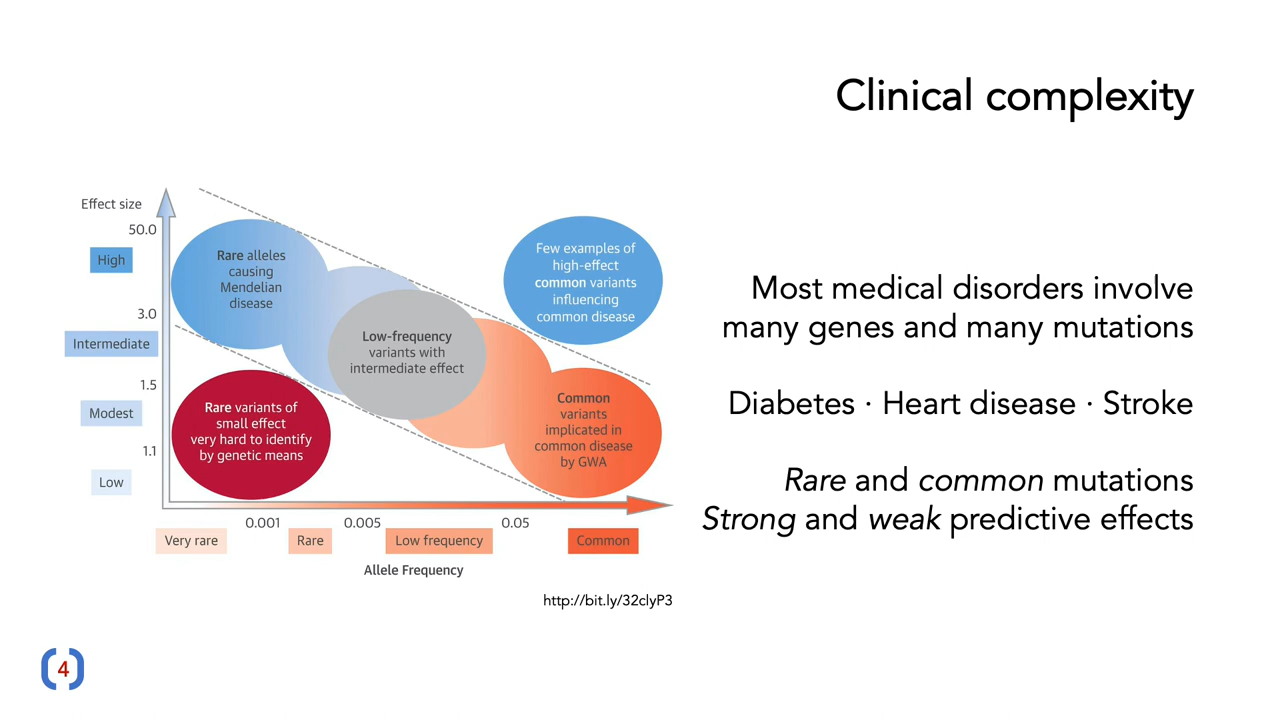 Clinical complexity
Effect size
50.0
High
3.0
Intermediate
1.5
Modest
1.1
Low
Rare alleles
causing
Mendelian
disease
Low-frequency
variants with
intermediate effect
Few examples of
high-effect
common variants
influencing
common disease
Rare variants of
small effect
very hard to identify
by genetic means
Common
variants
implicated in
common disease
by GWA
0.001
0.005
0.05
Very rare
Rare
Low frequency
Common
Allele Frequency
http://bit.ly/32clyP3
Most medical disorders involve
many genes and many mutations
Diabetes · Heart disease · Stroke
Rare and common mutations
Strong and weak predictive effects
4